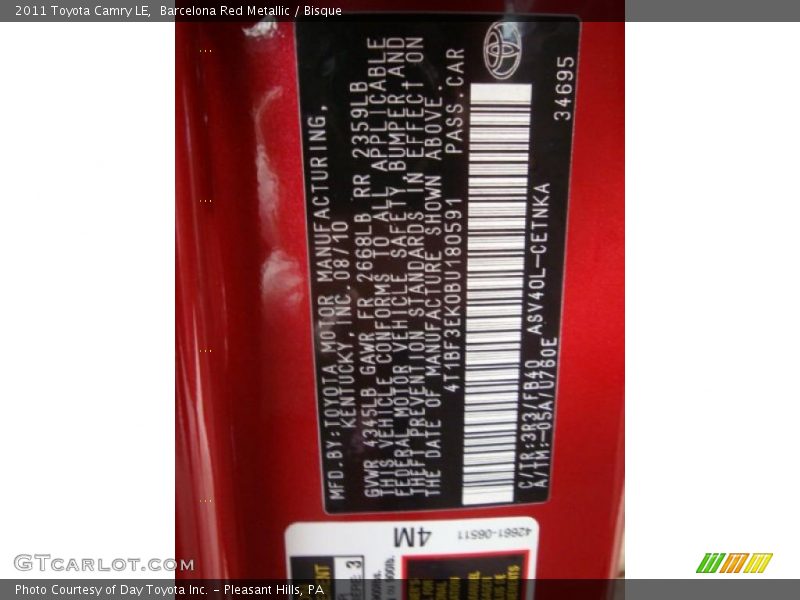 2011 Toyota Camry LE,  Barcelona Red Metallic / Bisque
MFD.BY:TOYOTA MOTOR MANUFACTURING,
KENTUCKY, INC. 08/10
GVWR 4345LB GAWR FR 2668LB RR 2359LB
THIS VEHICLE CONFORMS TO ALL APPLICABLE
FEDERAL MOTOR VEHICLE SAFETY, BUMPER AND
THEFT PREVENTION STANDARDS IN EFFECT ON
THE DATE OF MANUFACTURE SHOWN ABOVE.
4T1BF3EK0BU180591 PASS.CAR
C/TR:3R3/FB40 ASV40L-CETNKA
A/TM:-05A/U760E
34695
4M
42661-06511
3
GTCarLot.com
Photo Courtesy of Day Toyota Inc. - Pleasant Hills, PA